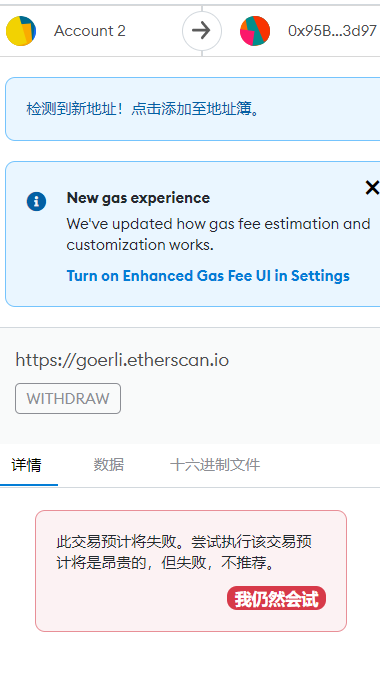 Account 2
0x95B...3d97
检测到新地址！点击添加至地址簿。
New gas experience
We've updated how gas fee estimation and
customization works.
Turn on Enhanced Gas Fee UI in Settings
https://goerli.etherscan.io
WITHDRAW
详情 数据 十六进制文件
此交易预计将失败。尝试执行该交易预
计将是昂贵的，但失败，不推荐。
我仍然会试